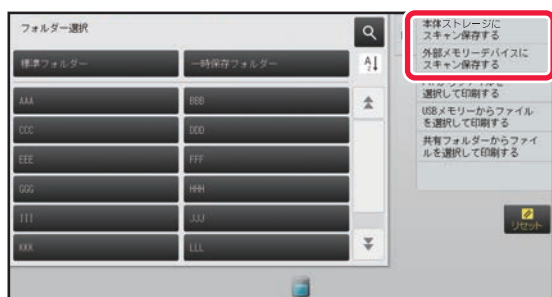 フォルダー選択
標準フォルダー
一時保存フォルダー
AAA
BBB
CCC
DDD
EEE
FFF
GGG
HHH
III
JJJ
KKK
LLL
本体ストレージに
スキャン保存する
外部メモリーデバイスに
スキャン保存する
選択して印刷する
USBメモリーからファイル
を選択して印刷する
共有フォルダーからファイ
ルを選択して印刷する
リセット